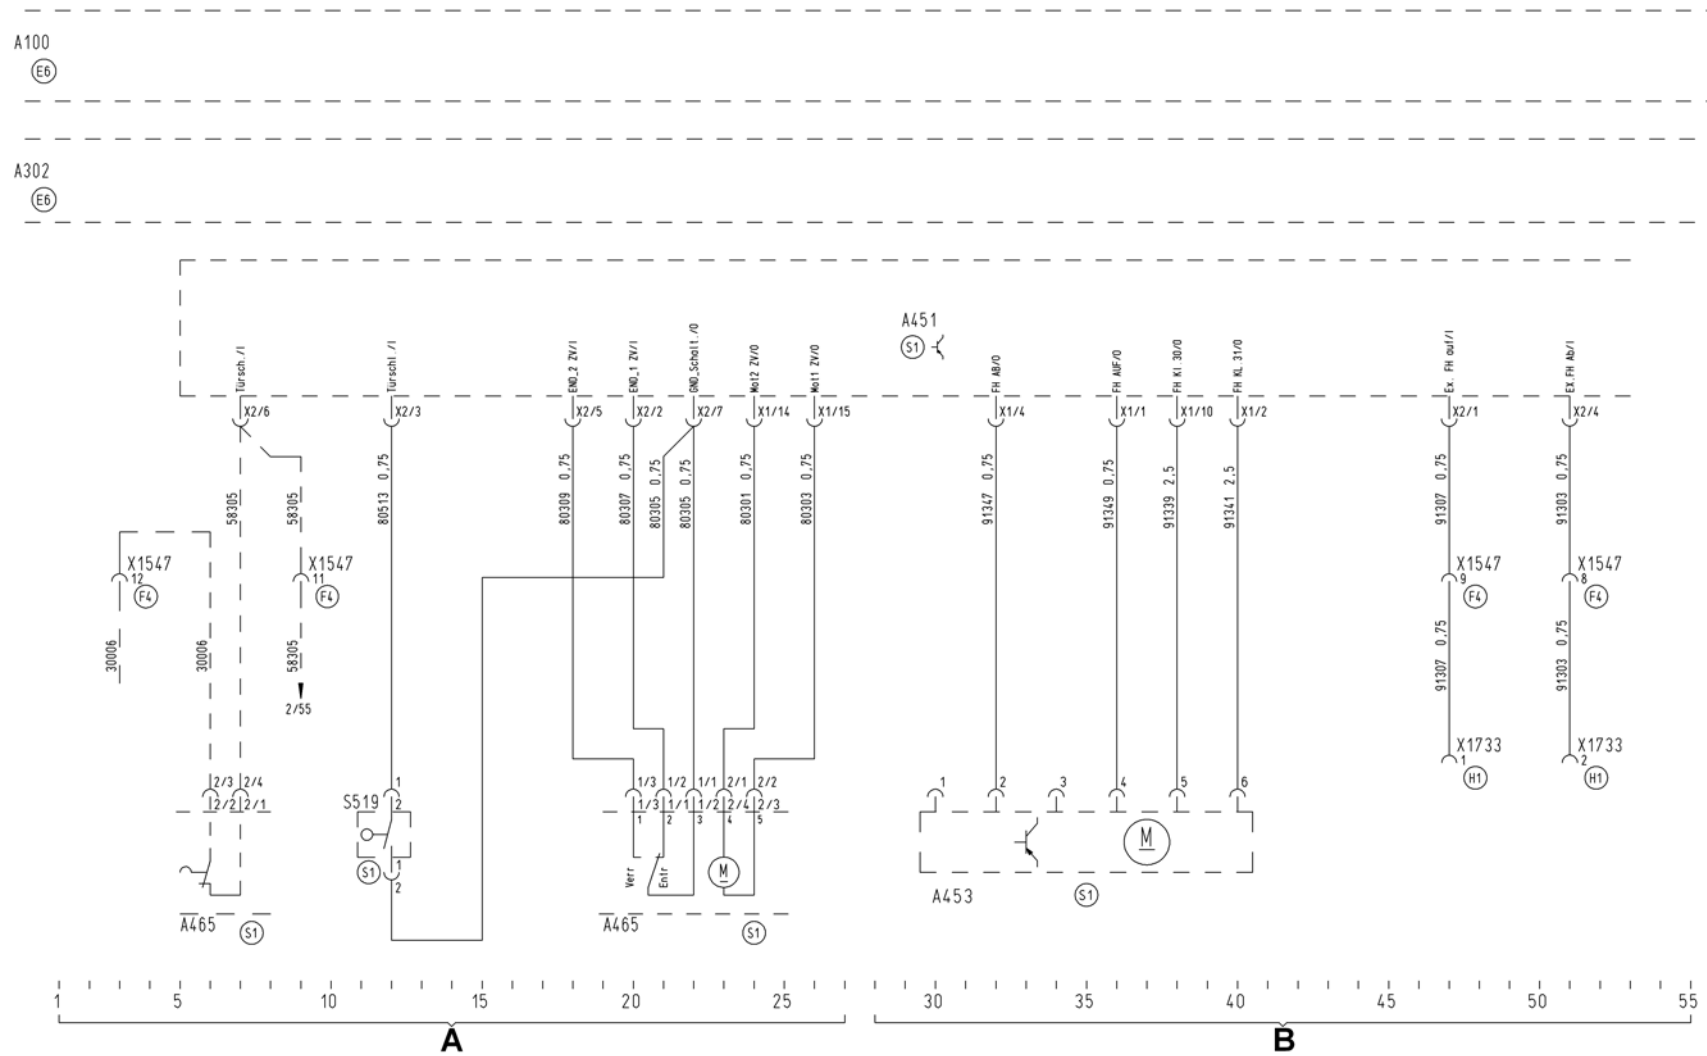 A100
E6
A302
E6
A451
S1
Türsch./I
Türschl./I
END_2 ZV/I
END_1 ZV/I
GND_Schalt./O
Mot2 ZV/O
Mot1 ZV/O
FH AB/O
FH AUF/O
FH Kl.30/O
FH KL.31/O
Ex. FH auf/I
EX.FH Ab/I
X2/6
X2/3
X2/5
X2/2
X2/7
X1/14
X1/15
X1/4
X1/1
X1/10
X1/2
X2/1
X2/4
58305
58305
80513 0,75
80309 0,75
80307 0,75
80305 0,75
80305 0,75
80301 0,75
80303 0,75
91347 0,75
91349 0,75
91339 2,5
91341 2,5
91307 0,75
91303 0,75
X1547
12
F4
X1547
11
F4
X1547
9
F4
X1547
8
F4
30006
30006
58305
91307 0,75
91303 0,75
2/55
X1733
1
H1
X1733
2
H1
2/3
2/4
1
1/3
1/2
1/1
2/1
2/2
1
2
3
4
5
6
2/2
2/1
S519
2
1/3
1/1
1/2
2/4
2/3
1
2
3
4
5
M
S1
1
2
Verr
Entr
M
A453
S1
A465
S1
A465
S1
1
5
10
15
20
25
30
35
40
45
50
55
A
B